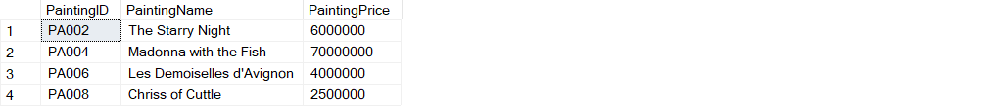 PaintingID PaintingName PaintingPrice
1 PA002 The Starry Night 6000000
2 PA004 Madonna with the Fish 70000000
3 PA006 Les Demoiselles d'Avignon 4000000
4 PA008 Chriss of Cuttle 2500000